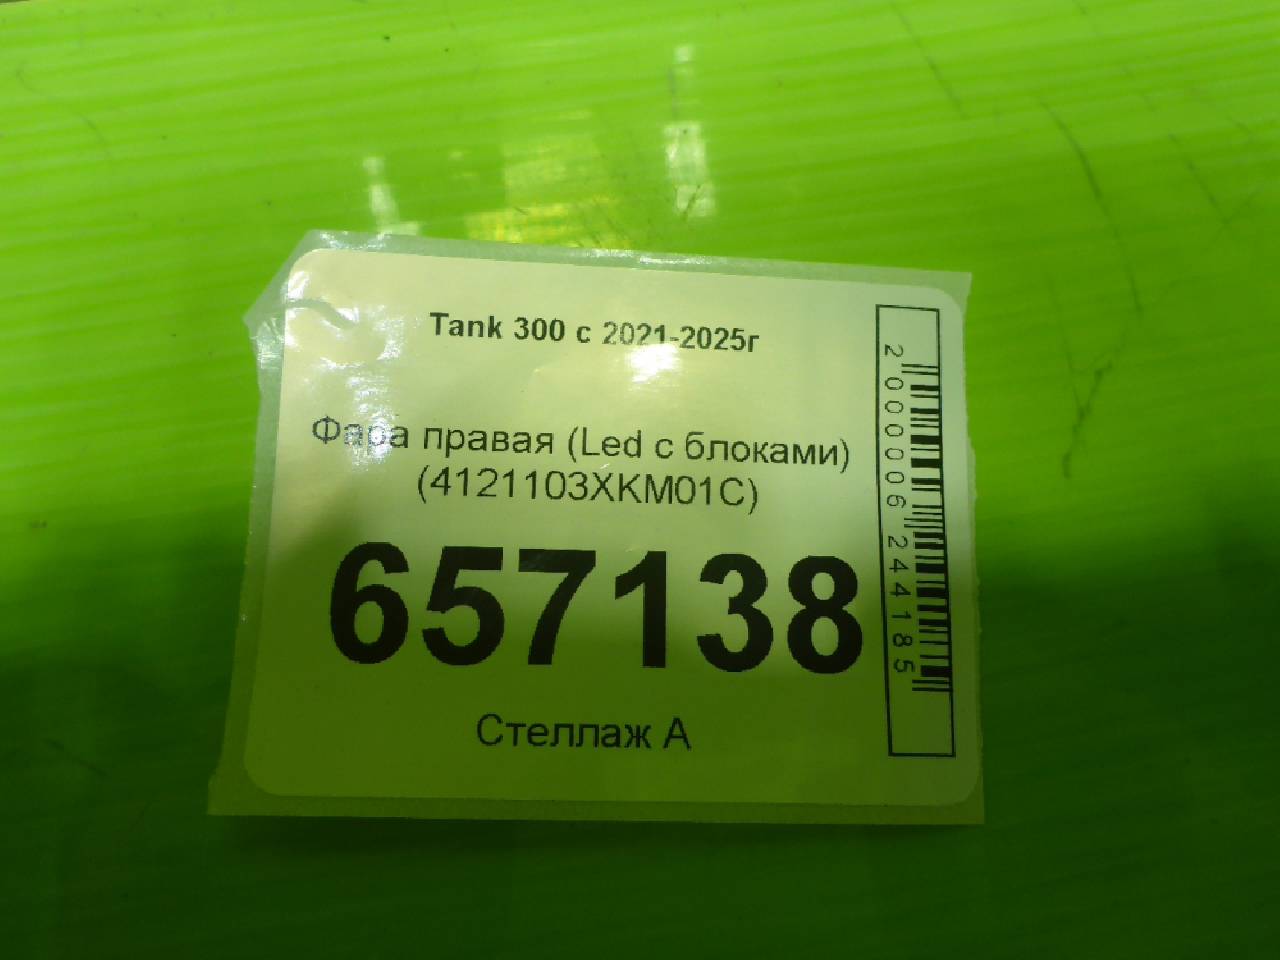 Tank 300 с 2021-2025г
Фара правая (Led с блоками)
(4121103XKM01C)
657138
Стеллаж А
2000006244185